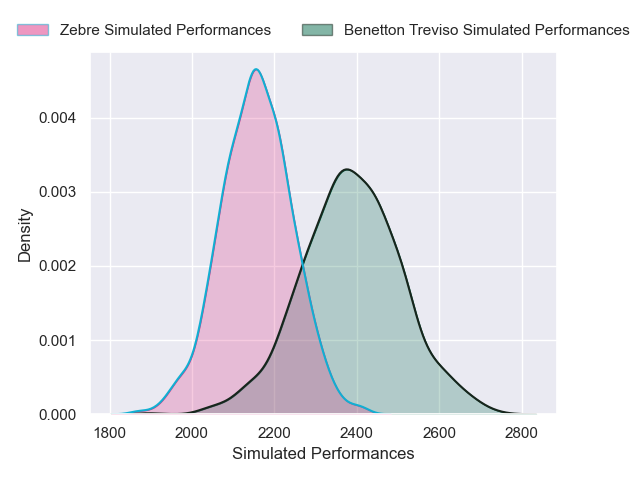 Zebre Simulated Performances Benetton Treviso Simulated Performances
0.004
0.003
0.002
0.001
0.000
Density
1800 2000 2200 2400 2600 2800
Simulated Performances